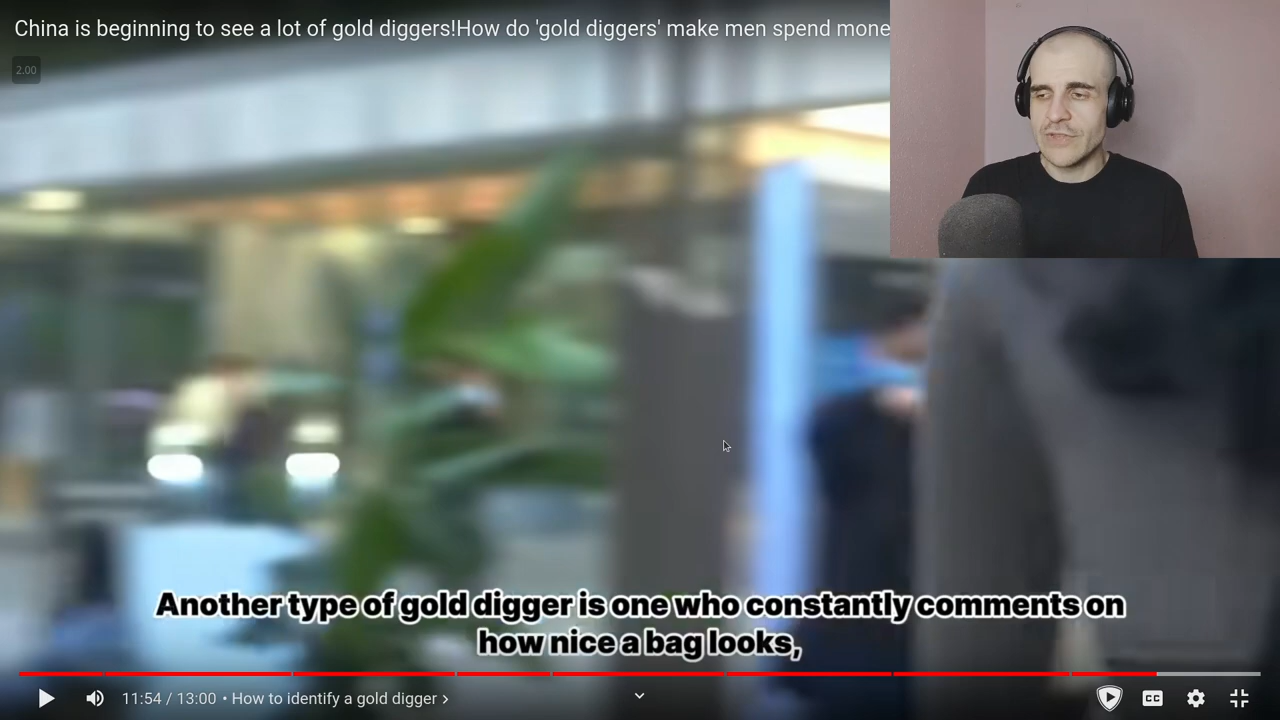 China is beginning to see a lot of gold diggers!How do 'gold diggers' make men spend mone
2.00
Another type of gold digger is one who constantly comments on
how nice a bag looks,
11:54 / 13:00 • How to identify a gold digger ›
CC